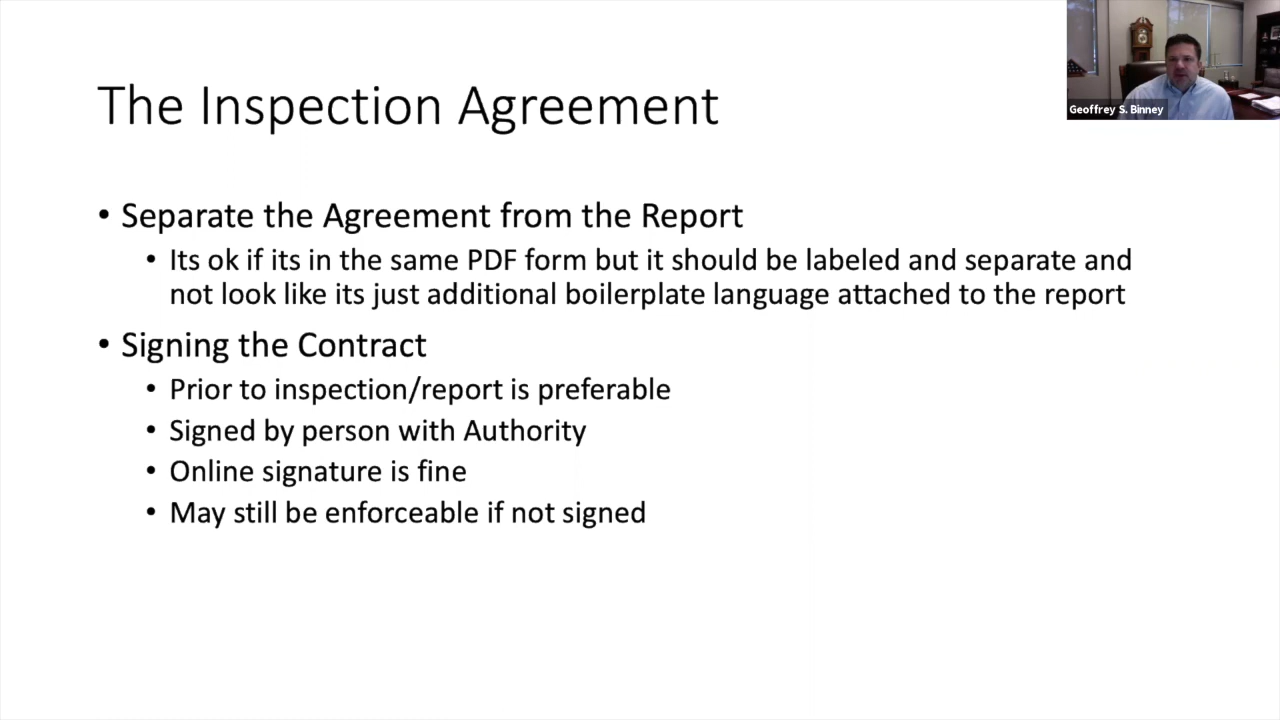 The Inspection Agreement
Geoffrey S. Binney
• Separate the Agreement from the Report
• Its ok if its in the same PDF form but it should be labeled and separate and
not look like its just additional boilerplate language attached to the report
• Signing the Contract
• Prior to inspection/report is preferable
• Signed by person with Authority
• Online signature is fine
• May still be enforceable if not signed